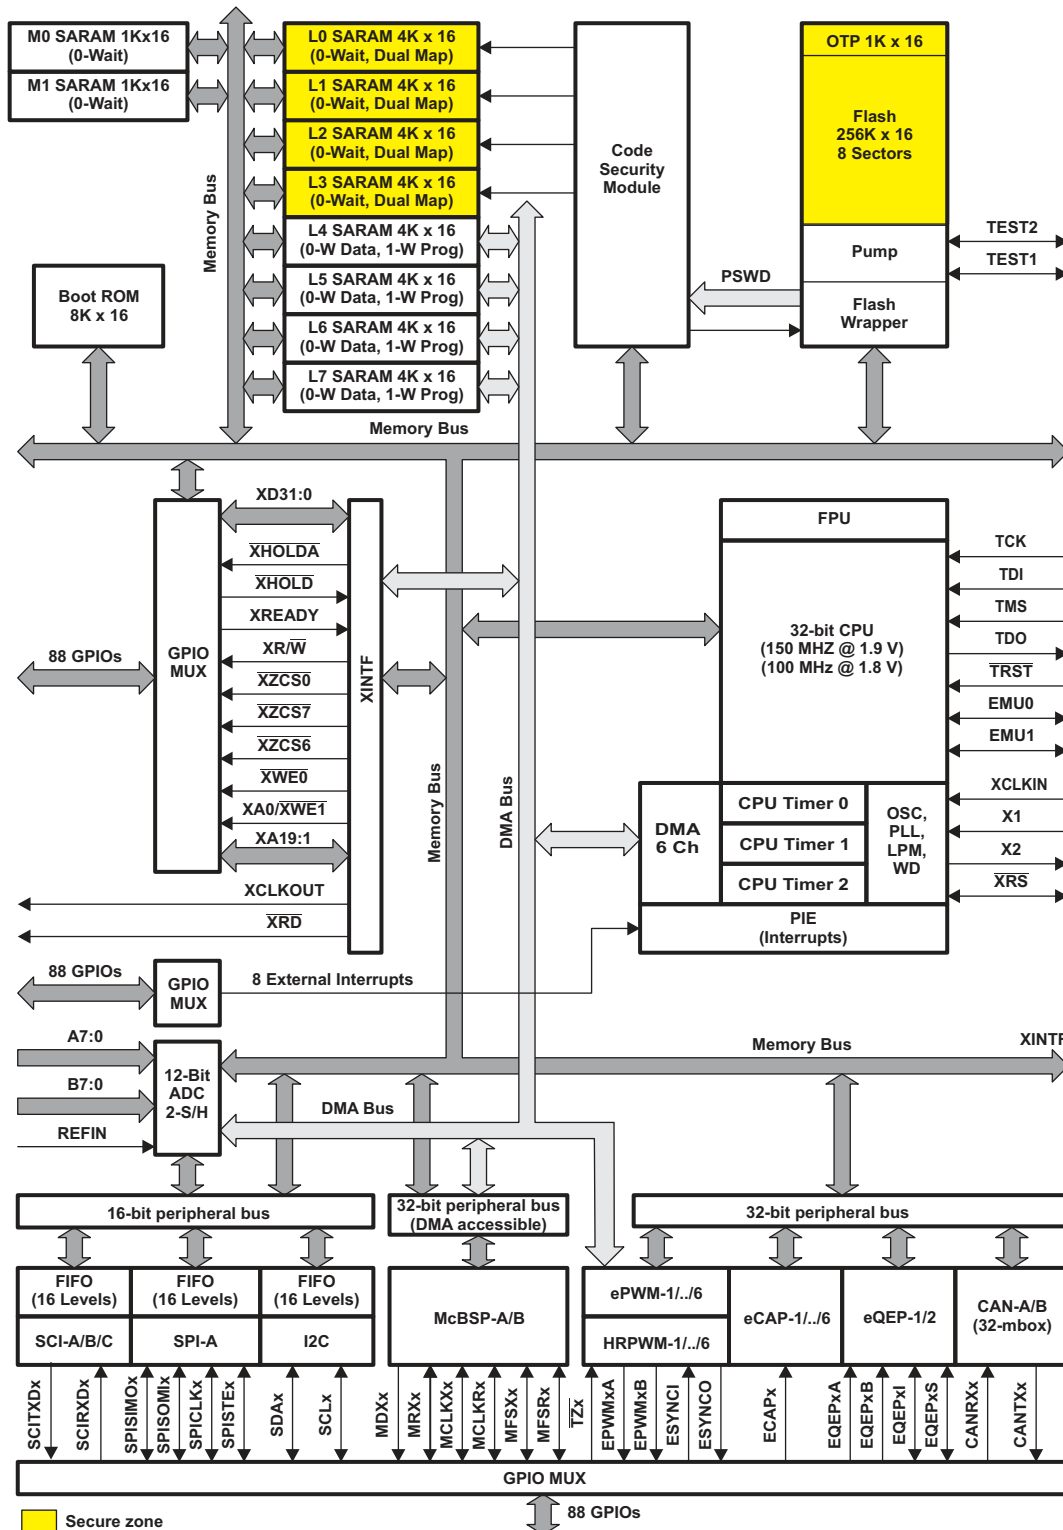 M0 SARAM 1Kx16
(0-Wait)
M1 SARAM 1Kx16
(0-Wait)
L0 SARAM 4K x 16
(0-Wait, Dual Map)
L1 SARAM 4K x 16
(0-Wait, Dual Map)
L2 SARAM 4K x 16
(0-Wait, Dual Map)
L3 SARAM 4K x 16
(0-Wait, Dual Map)
L4 SARAM 4K x 16
(0-W Data, 1-W Prog)
L5 SARAM 4K x 16
(0-W Data, 1-W Prog)
L6 SARAM 4K x 16
(0-W Data, 1-W Prog)
L7 SARAM 4K x 16
(0-W Data, 1-W Prog)
Memory Bus
Boot ROM
8K x 16
Code
Security
Module
PSWD
OTP 1K x 16
Flash
256K x 16
8 Sectors
Pump
Flash
Wrapper
TEST2
TEST1
Memory Bus
XD31:0
XHOLDA
XHOLD
XREADY
XR/W
XZCS0
XZCS7
XZCS6
XWE0
XA0/XWE1
XA19:1
XCLKOUT
XRD
GPIO
MUX
88 GPIOs
XINTF
Memory Bus
DMA Bus
FPU
32-bit CPU
(150 MHZ @ 1.9 V)
(100 MHz @ 1.8 V)
TCK
TDI
TMS
TDO
TRST
EMU0
EMU1
XCLKIN
X1
X2
XRS
DMA
6 Ch
CPU Timer 0
CPU Timer 1
CPU Timer 2
OSC,
PLL,
LPM,
WD
PIE
(Interrupts)
88 GPIOs
GPIO
MUX
8 External Interrupts
A7:0
B7:0
REFIN
12-Bit
ADC
2-S/H
Memory Bus
XINTF
DMA Bus
16-bit peripheral bus
32-bit peripheral bus
(DMA accessible)
32-bit peripheral bus
FIFO
(16 Levels)
FIFO
(16 Levels)
FIFO
(16 Levels)
SCI-A/B/C
SPI-A
I2C
McBSP-A/B
ePWM-1/../6
HRPWM-1/../6
eCAP-1/../6
eQEP-1/2
CAN-A/B
(32-mbox)
SCITXDx
SCIRXDx
SPISIMOx
SPISOMIx
SPICLKx
SPISTEx
SDAx
SCLx
MDXx
MRXx
MCLKXx
MCLKRx
MFSXx
MFSRx
TZx
EPWMxA
EPWMxB
ESYNCI
ESYNCO
ECAPx
EQEPxA
EQEPxB
EQEPxI
EQEPxS
CANRXx
CANTXx
GPIO MUX
88 GPIOs
Secure zone